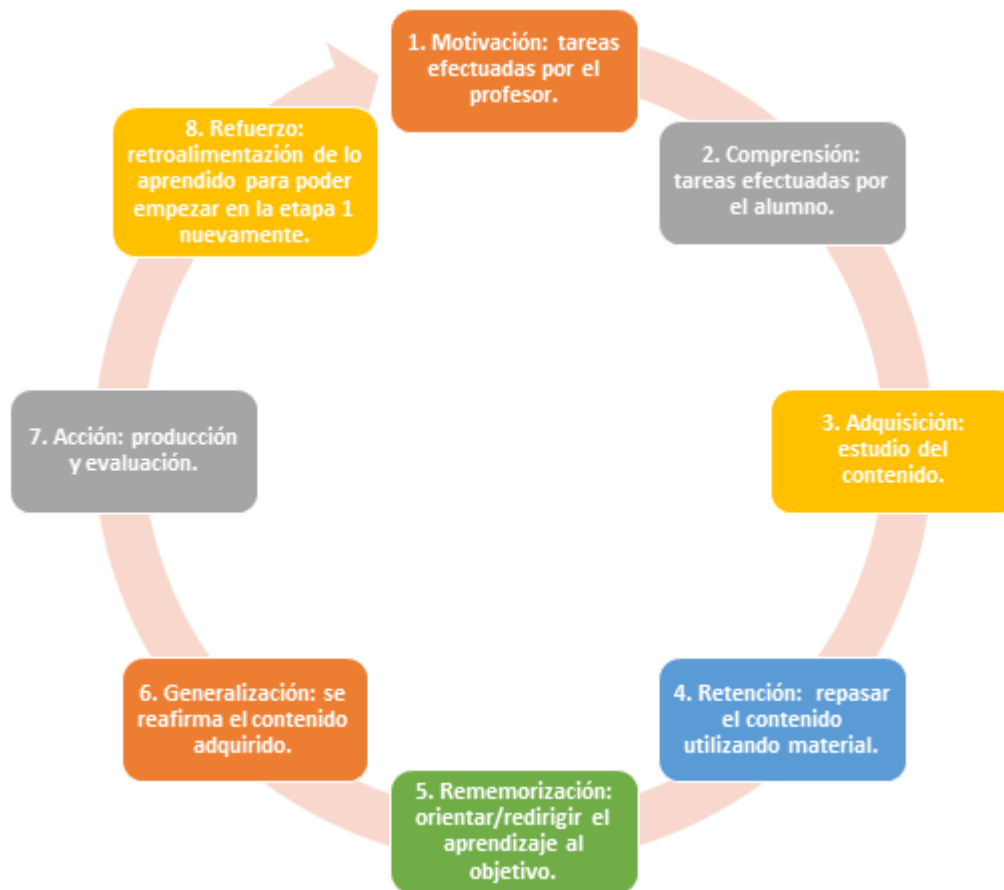 1. Motivación: tareas
efectuadas por el
profesor.
2. Comprensión:
tareas efectuadas por
el alumno.
3. Adquisición:
estudio del
contenido.
4. Retención: repasar
el contenido
utilizando material.
5. Rememorización:
orientar/redirigir el
aprendizaje al
objetivo.
6. Generalización: se
reafirma el contenido
adquirido.
7. Acción: producción
y evaluación.
8. Refuerzo:
retroalimentazión de lo
aprendido para poder
empezar en la etapa 1
nuevamente.